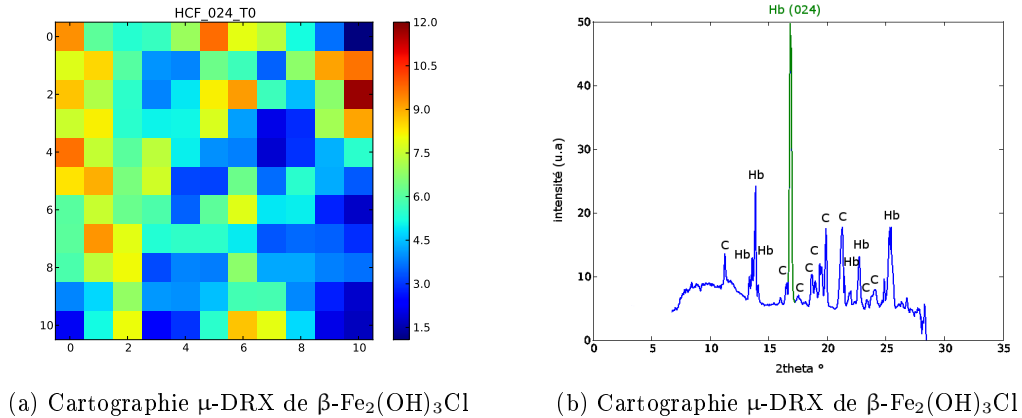 HCF_024_T0
0
2
4
6
8
10
0 2 4 6 8 10
12.0
10.5
9.0
7.5
6.0
4.5
3.0
1.5
Hb (024)
50
40
30
20
10
0
intensité (u.a)
C
Hb
Hb
Hb
C
C
C
C
C
C
Hb
Hb
C
C
Hb
0 5 10 15 20 25 30 35
2theta °
(a) Cartographie µ-DRX de β-Fe₂(OH)₃Cl
(b) Cartographie µ-DRX de β-Fe₂(OH)₃Cl